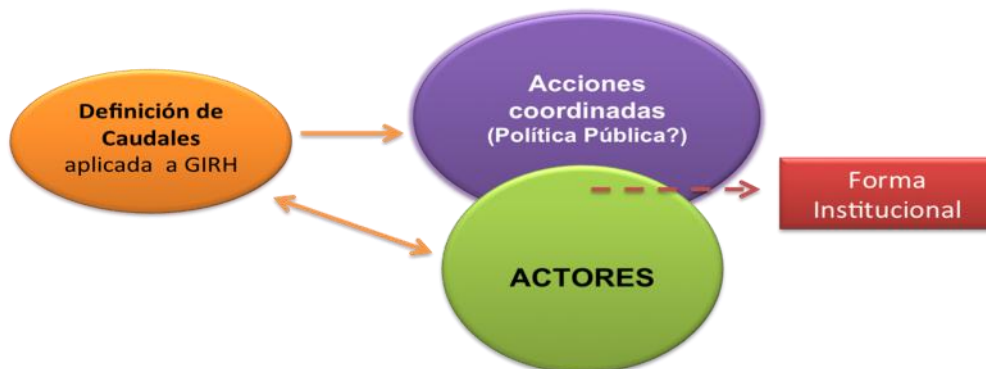 Definición de
Caudales
aplicada a GIRH
Acciones
coordinadas
(Política Pública?)
ACTORES
Forma
Institucional